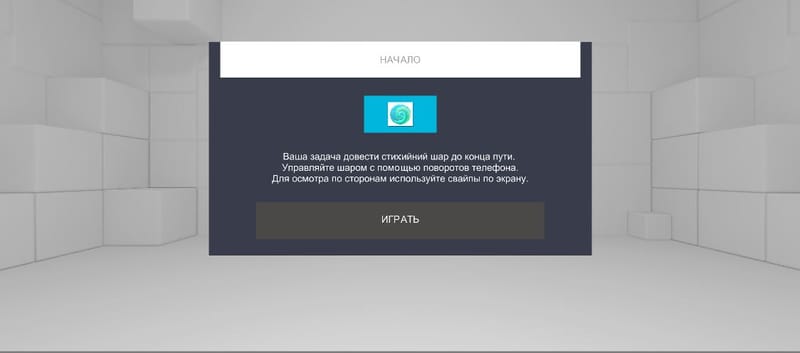 НАЧАЛО
Ваша задача довести стихийний шар до конца пути.
Управляйте шаром с помощью поворотов телефона.
Для осмотра по сторонам используйте свайпы по экрану.
ИГРАТЬ